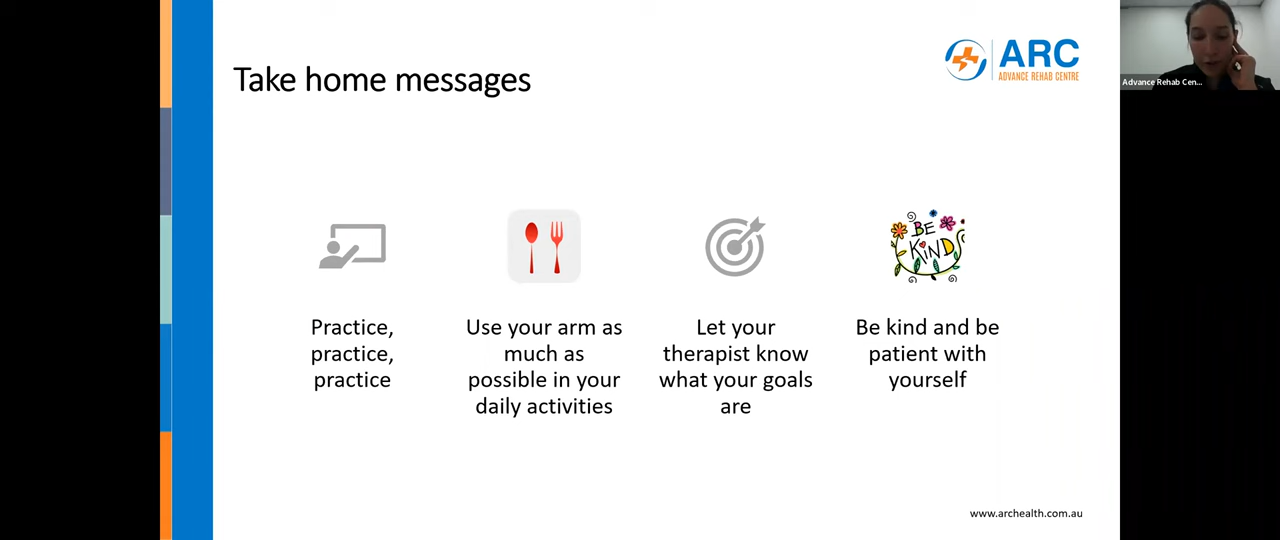 Take home messages
ARC
ADVANCE REHAB CENTRE
Advance Rehab Cen...
BE
KIND
Practice,
practice,
practice
Use your arm as
much as
possible in your
daily activities
Let your
therapist know
what your goals
are
Be kind and be
patient with
yourself
www.archealth.com.au